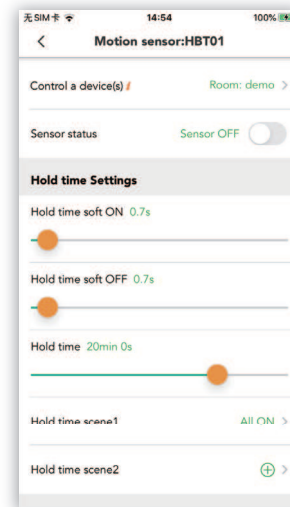 无SIM卡 14:54 100%
Motion sensor:HBT01
Control a device(s) Room: demo
Sensor status Sensor OFF
Hold time Settings
Hold time soft ON 0.7s
Hold time soft OFF 0.7s
Hold time 20min 0s
Hold time scene1 All ON
Hold time scene2